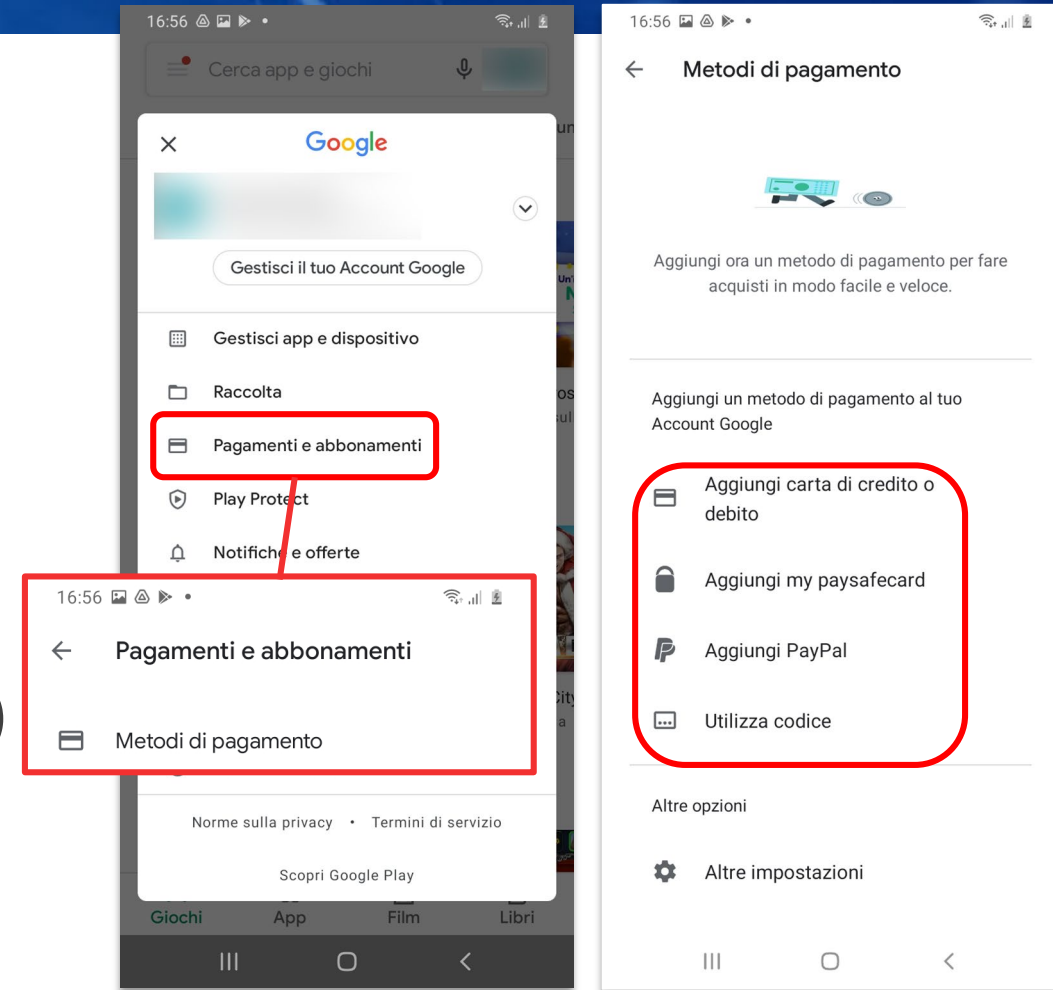 16:56
Cerca app e giochi
Google
Gestisci il tuo Account Google
Gestisci app e dispositivo
Raccolta
Pagamenti e abbonamenti
Play Protect
Notifiche e offerte
16:56
Pagamenti e abbonamenti
Metodi di pagamento
Norme sulla privacy • Termini di servizio
Scopri Google Play
Giochi App Film Libri
16:56
Metodi di pagamento
Aggiungi ora un metodo di pagamento per fare
acquisti in modo facile e veloce.
Aggiungi un metodo di pagamento al tuo
Account Google
Aggiungi carta di credito o
debito
Aggiungi my paysafecard
Aggiungi PayPal
Utilizza codice
Altre opzioni
Altre impostazioni